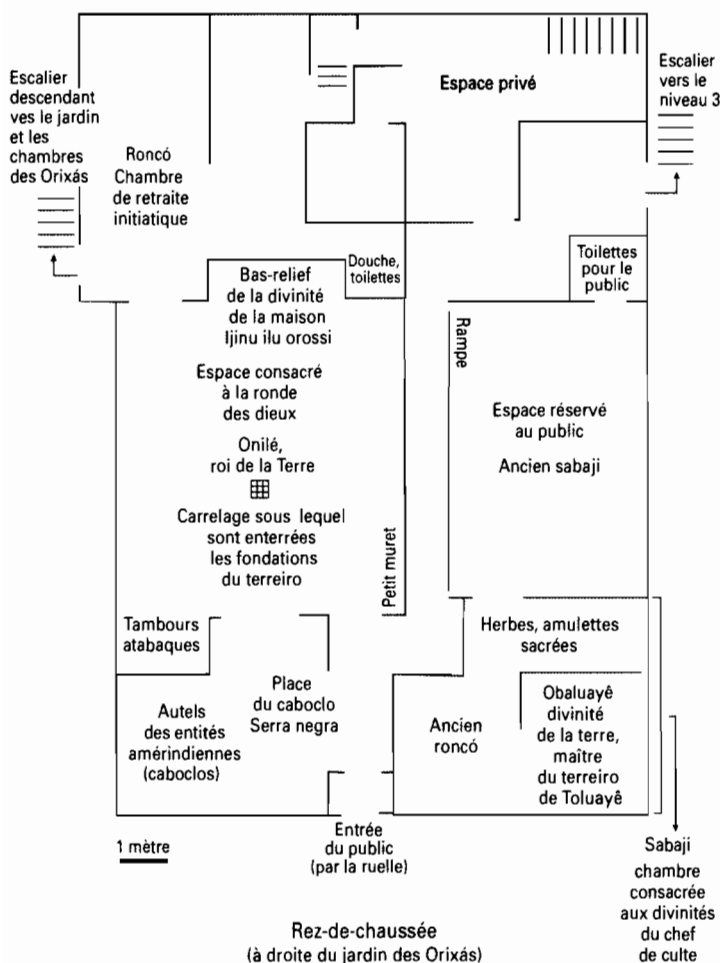 Escalier
descendant
ves le jardin
et les
chambres
des Orixás
Roncó
Chambre
de retraite
initiatique
Espace privé
Escalier
vers le
niveau 3
Bas-relief
de la divinité
de la maison
Ijinu ilu orossi
Douche,
toilettes
Toilettes
pour le
public
Espace consacré
à la ronde
des dieux
Onilé,
roi de la Terre
Carrelage sous lequel
sont enterrées
les fondations
du terreiro
Petit muret
Rampe
Espace réservé
au public
Ancien sabaji
Tambours
atabaques
Autels
des entités
amérindiennes
(caboclos)
Place
du caboclo
Serra negra
Herbes, amulettes
sacrées
Ancien
roncó
Obaluayê
divinité
de la terre,
maître
du terreiro
de Toluayê
1 mètre
Entrée
du public
(par la ruelle)
Sabaji
chambre
consacrée
aux divinités
du chef
de culte
Rez-de-chaussée
(à droite du jardin des Orixás)